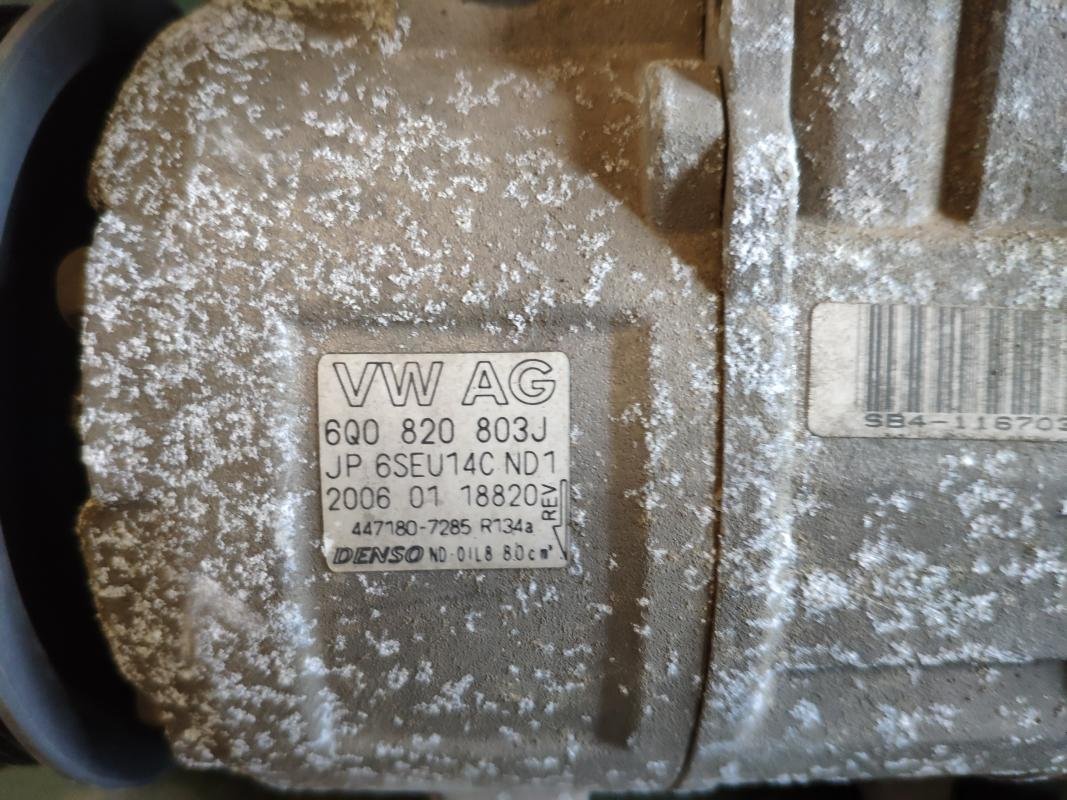 VW AG
6Q0 820 803J
JP 6SEU14C ND1
2006 01 18820
REV
447180-7285 R134a
DENSO ND-OIL8 80cm³
SB4-116703